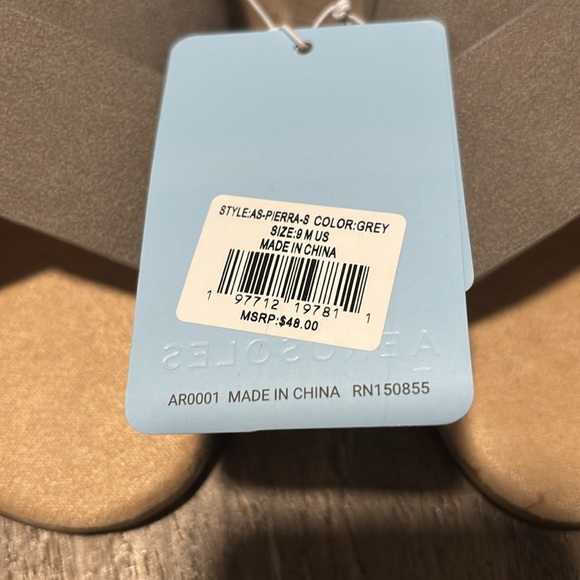 STYLE:AS-PIERRA-S COLOR:GREY
SIZE:9 M US
MADE IN CHINA
1 97712 19781 1
MSRP:$48.00
AEROSOLES
AR0001 MADE IN CHINA RN150855